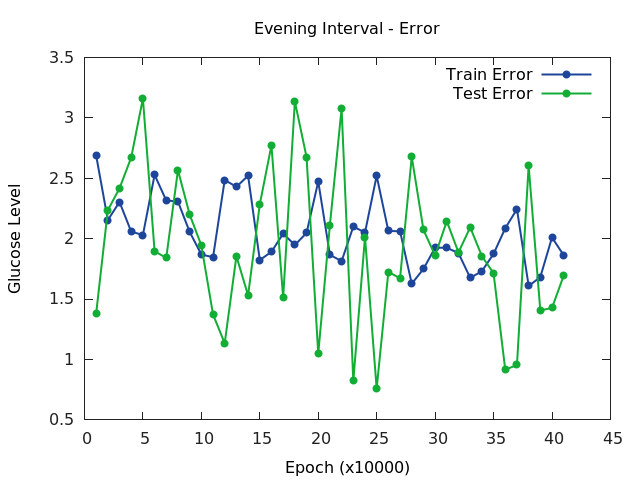 Evening Interval - Error
Train Error
Test Error
3.5
3
2.5
2
1.5
1
0.5
Glucose Level
0 5 10 15 20 25 30 35 40 45
Epoch (x10000)